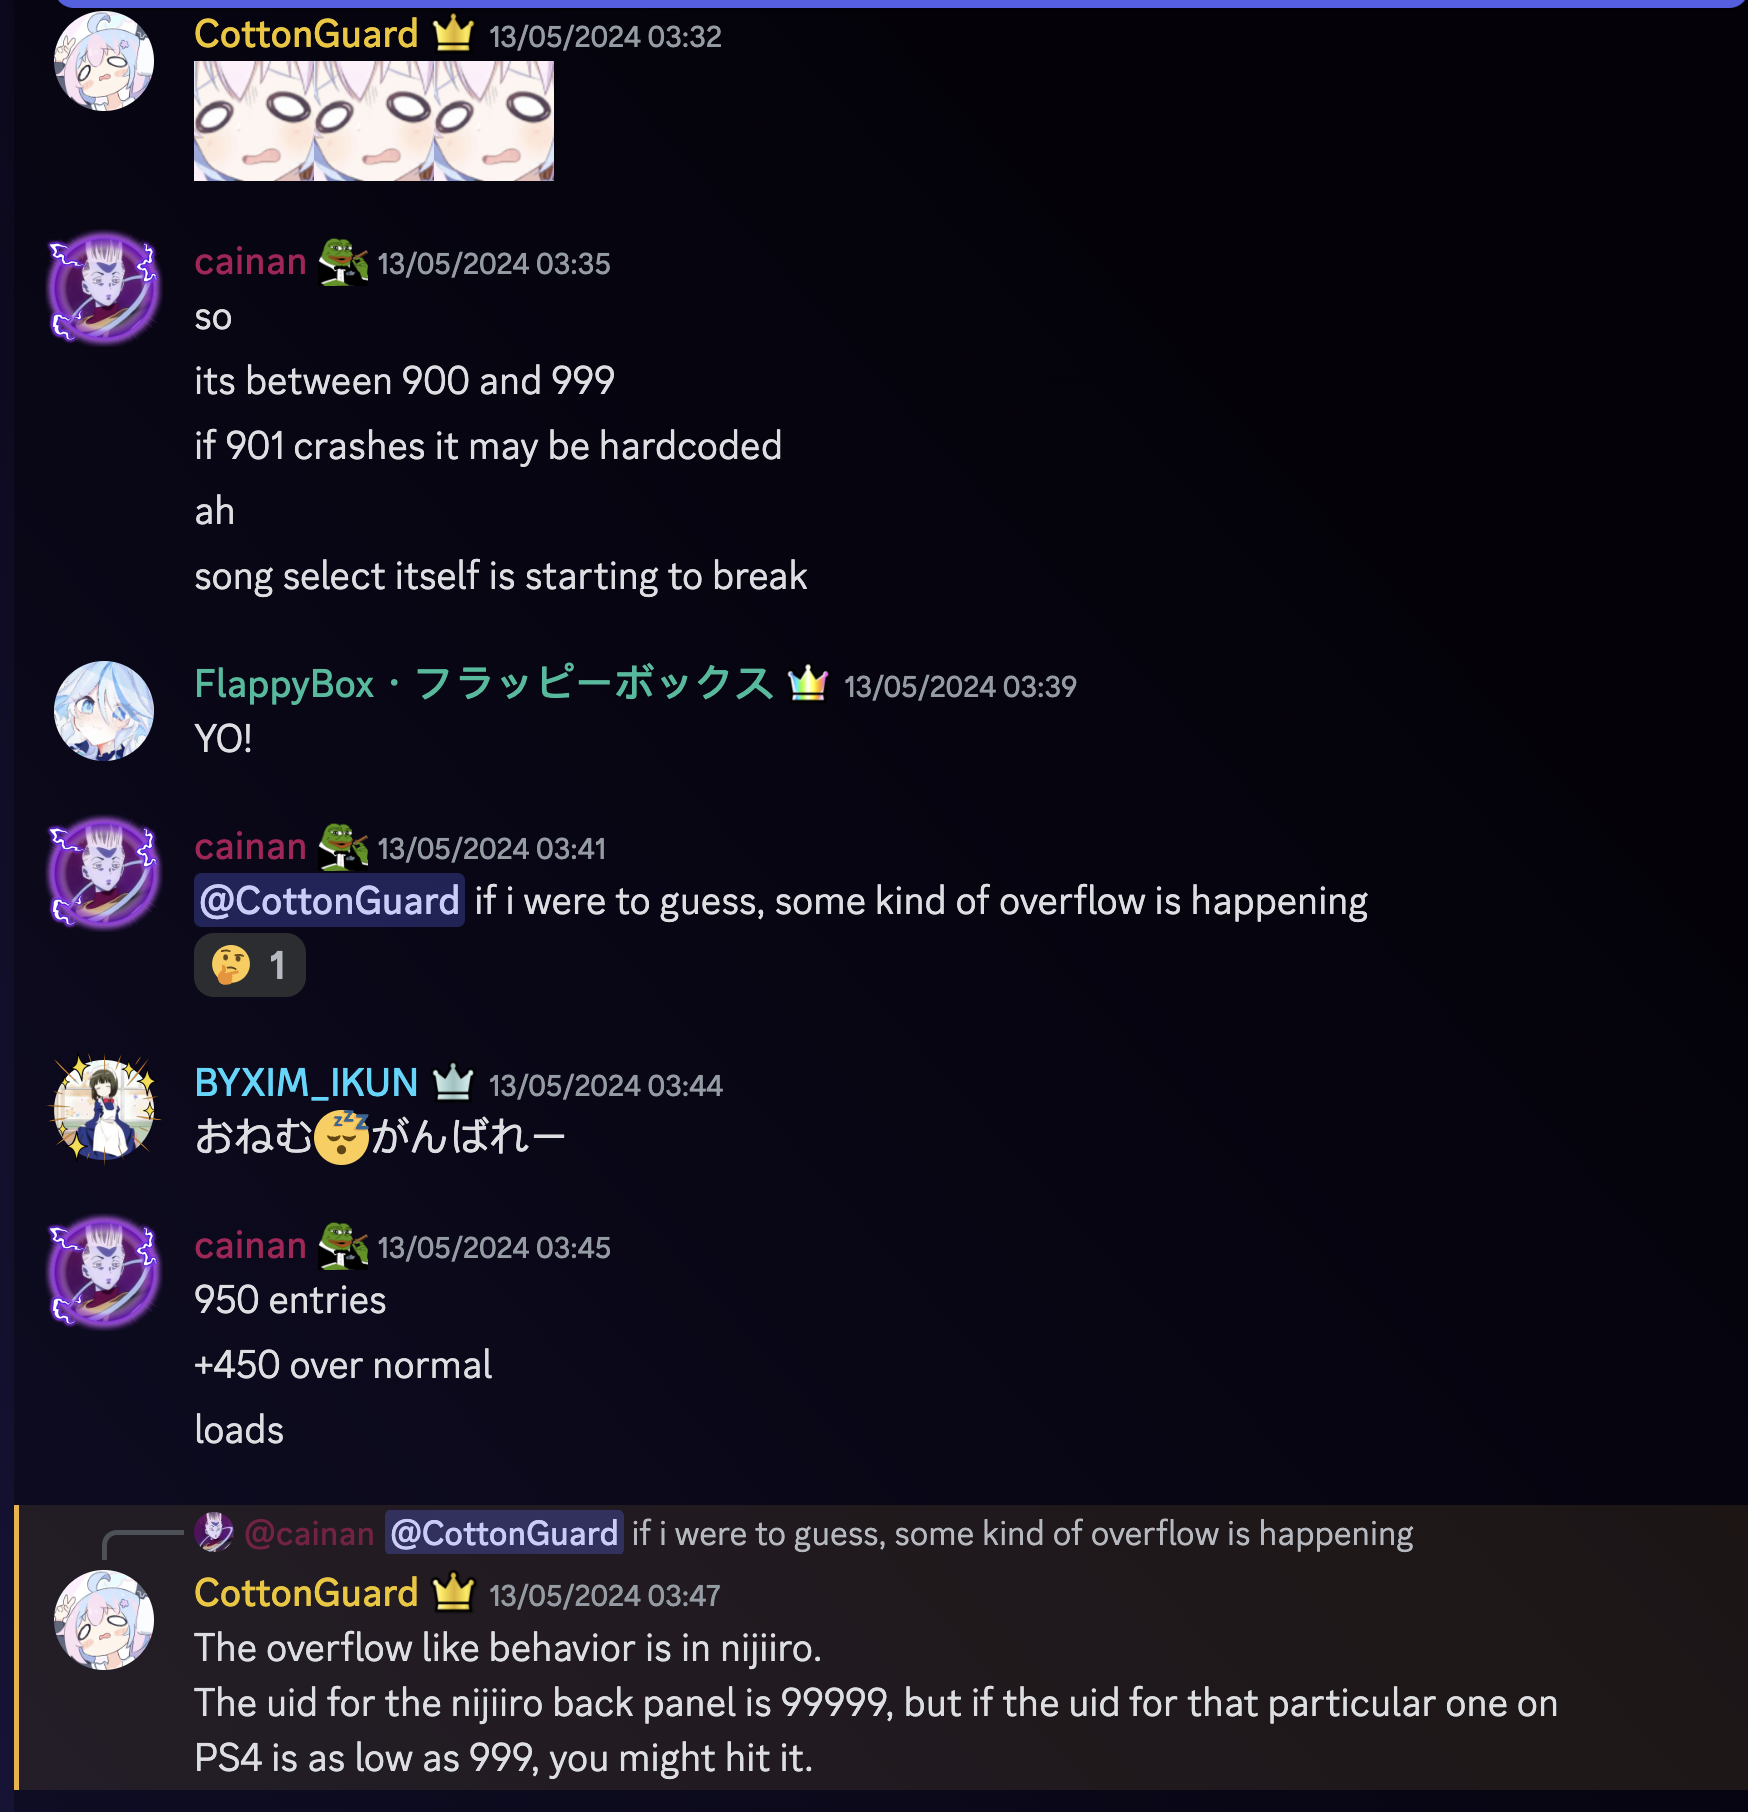 CottonGuard 13/05/2024 03:32
cainan 13/05/2024 03:35
so
its between 900 and 999
if 901 crashes it may be hardcoded
ah
song select itself is starting to break
FlappyBox・フラッピーボックス 13/05/2024 03:39
YO!
cainan 13/05/2024 03:41
@CottonGuard if i were to guess, some kind of overflow is happening
🤔 1
BYXIM_IKUN 13/05/2024 03:44
おねむ😴がんばれー
cainan 13/05/2024 03:45
950 entries
+450 over normal
loads
@cainan @CottonGuard if i were to guess, some kind of overflow is happening
CottonGuard 13/05/2024 03:47
The overflow like behavior is in nijiiro.
The uid for the nijiiro back panel is 99999, but if the uid for that particular one on
PS4 is as low as 999, you might hit it.